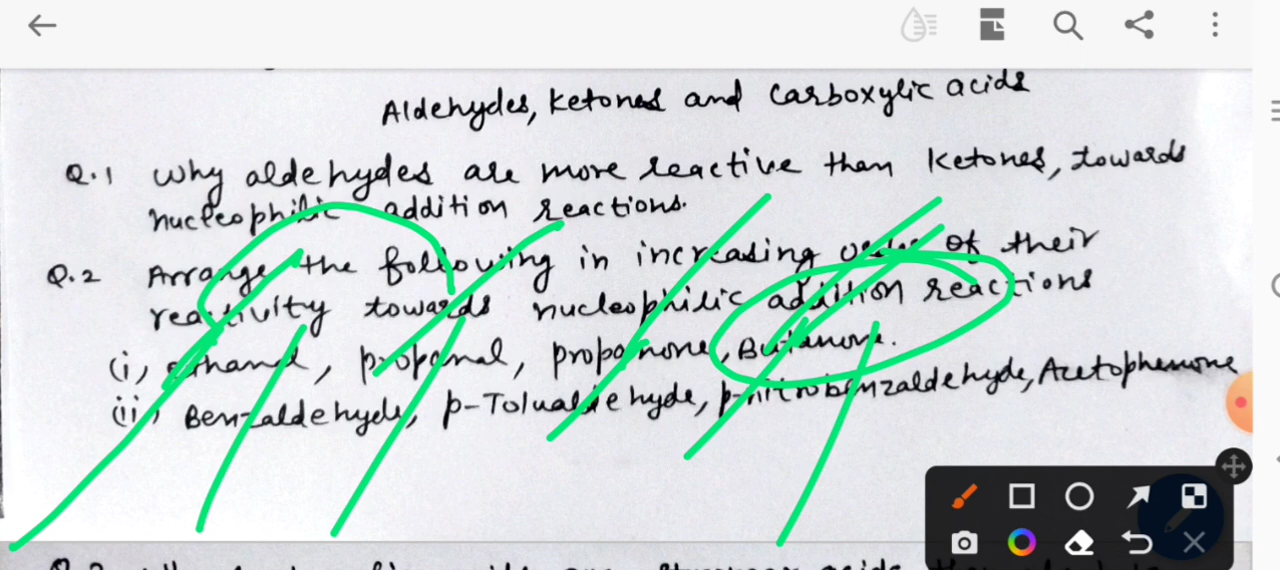 Aldehydes, Ketones and carboxylic acids
Q.1 why aldehydes are more reactive than ketones, towards
nucleophilic addition reactions.
Q.2 Arrange the following in increasing order of their
reactivity towards nucleophilic addition reactions
(i) ethanal, propanal, propanone, Butanone.
(ii) Benzaldehyde, p-Tolualdehyde, p-nitrobenzaldehyde, Acetophenone